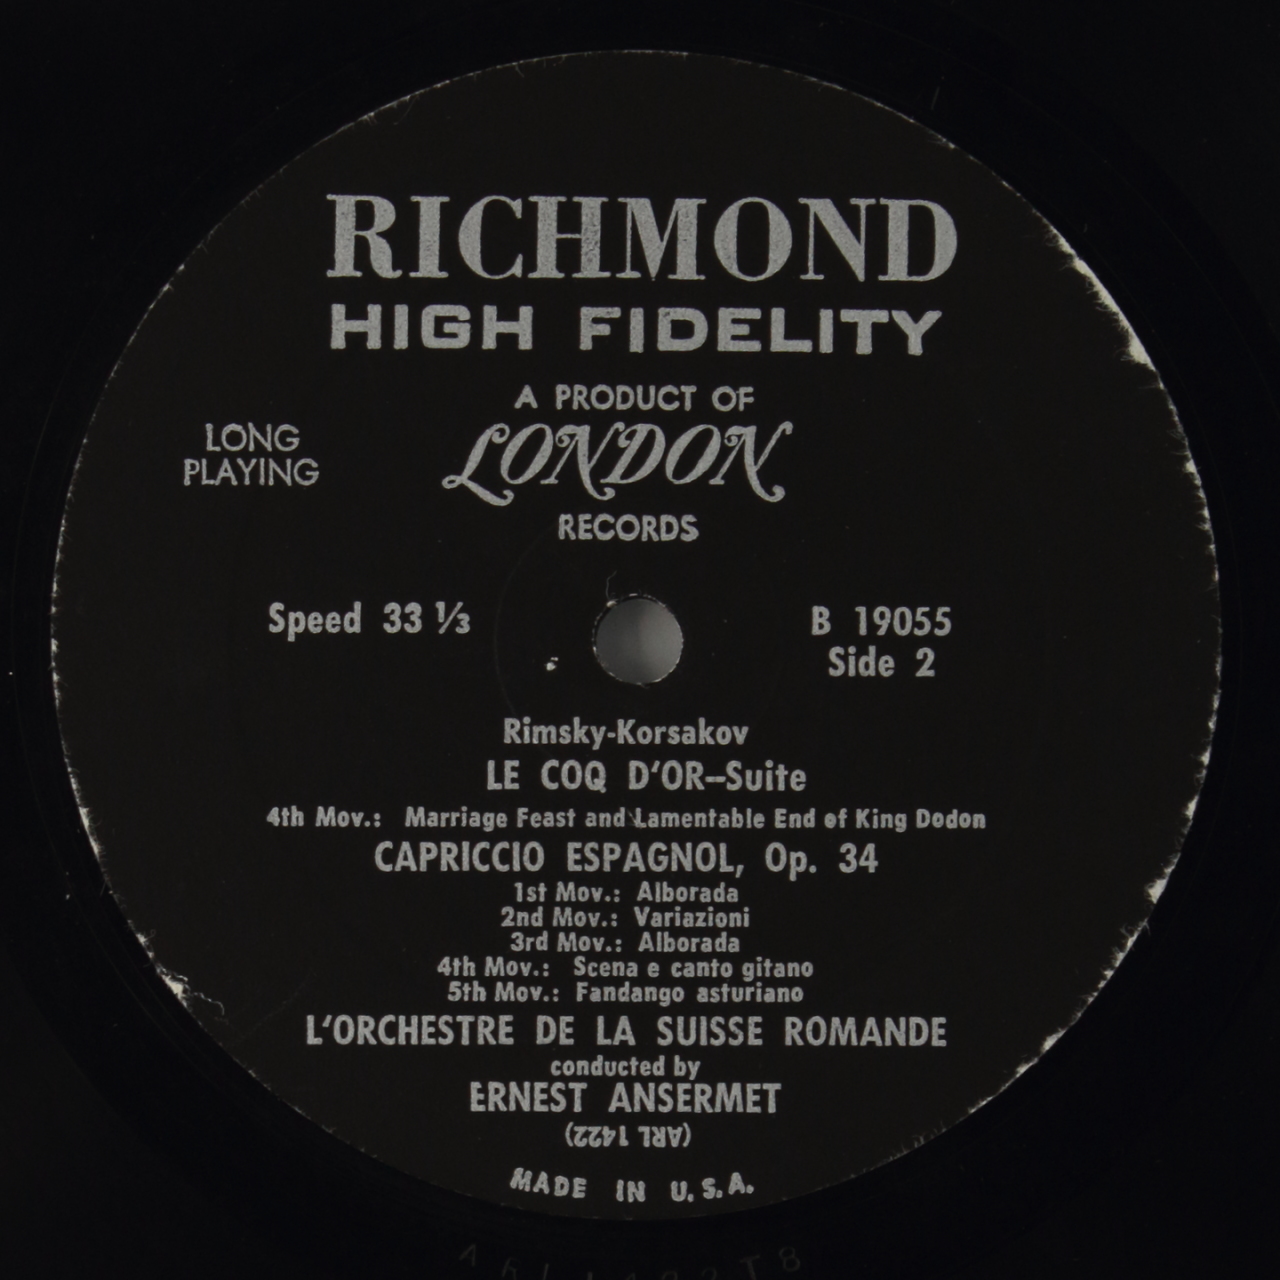 RICHMOND
HIGH FIDELITY
A PRODUCT OF
LONDON
RECORDS
LONG
PLAYING
Speed 33 ⅓
B 19055
Side 2
Rimsky-Korsakov
LE COQ D'OR–Suite
4th Mov.: Marriage Feast and Lamentable End of King Dodon
CAPRICCIO ESPAGNOL, Op. 34
1st Mov.: Alborada
2nd Mov.: Variazioni
3rd Mov.: Alborada
4th Mov.: Scena e canto gitano
5th Mov.: Fandango asturiano
L'ORCHESTRE DE LA SUISSE ROMANDE
conducted by
ERNEST ANSERMET
(ARL 1422)
MADE IN U.S.A.